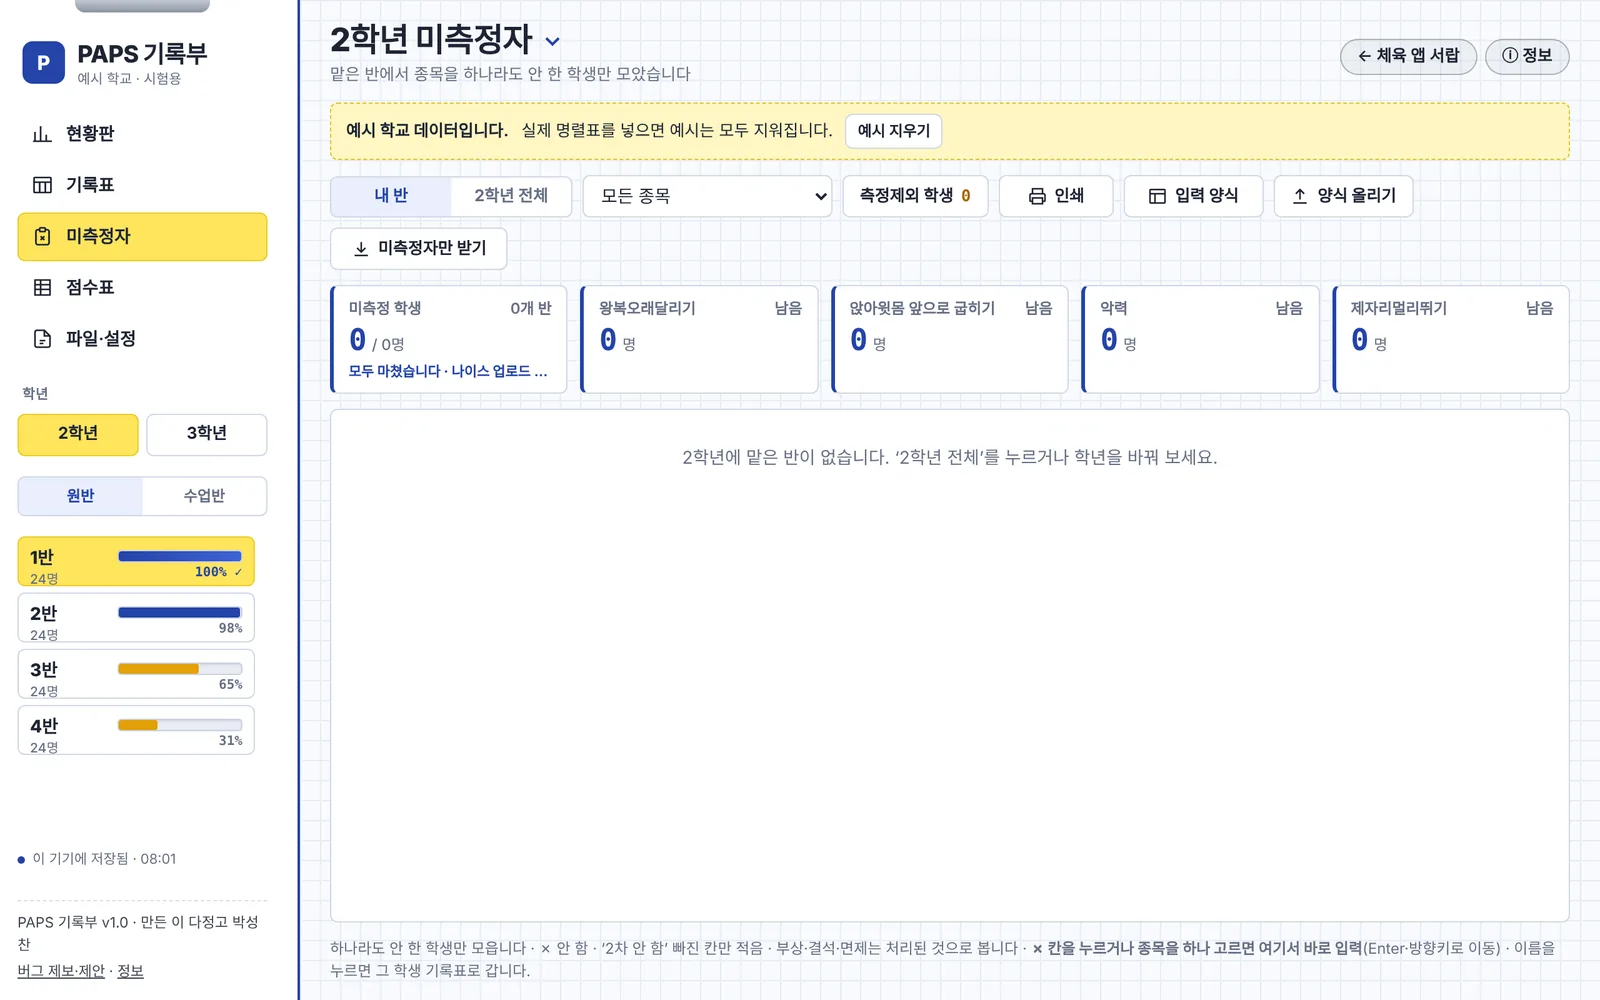 P
PAPS 기록부
예시 학교 · 시험용
현황판
기록표
미측정자
점수표
파일·설정
학년
2학년
3학년
원반
수업반
1반
24명
100% ✓
2반
24명
98%
3반
24명
65%
4반
24명
31%
이 기기에 저장됨 · 08:01
PAPS 기록부 v1.0 · 만든 이 다정고 박성
찬
버그 제보·제안 · 정보
2학년 미측정자
맡은 반에서 종목을 하나라도 안 한 학생만 모았습니다
← 체육 앱 서랍
ⓘ 정보
예시 학교 데이터입니다. 실제 명렬표를 넣으면 예시는 모두 지워집니다. 예시 지우기
내 반
2학년 전체
모든 종목
측정제외 학생 0
인쇄
입력 양식
양식 올리기
미측정자만 받기
미측정 학생 0개 반
0 / 0명
모두 마쳤습니다 · 나이스 업로드 ...
왕복오래달리기 남음
0 명
앉아윗몸 앞으로 굽히기 남음
0 명
악력 남음
0 명
제자리멀리뛰기 남음
0 명
2학년에 맡은 반이 없습니다. ‘2학년 전체’를 누르거나 학년을 바꿔 보세요.
하나라도 안 한 학생만 모읍니다 · × 안 함 · ‘2차 안 함’ 빠진 칸만 적음 · 부상·결석·면제는 처리된 것으로 봅니다 · × 칸을 누르거나 종목을 하나 고르면 여기서 바로 입력(Enter·방향키로 이동) · 이름을
누르면 그 학생 기록표로 갑니다.